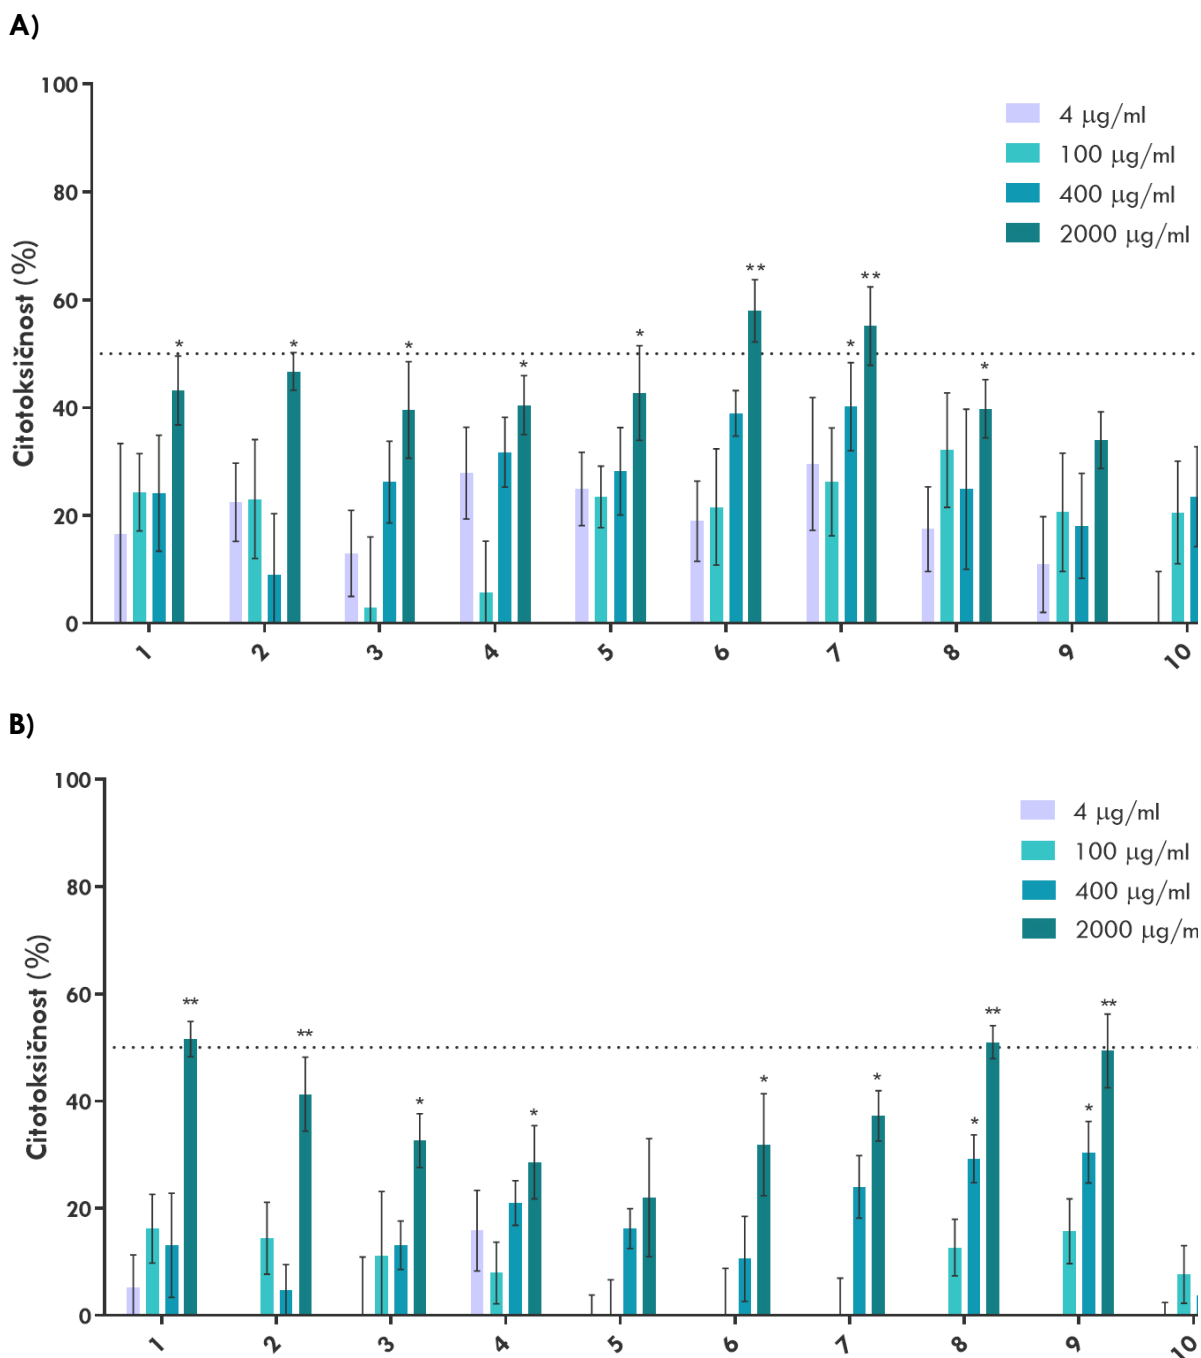 A)
Citotoksičnost (%)
100
80
60
40
20
0
4 µg/ml
100 µg/ml
400 µg/ml
2000 µg/ml
* * * * * ** * ** *
1 2 3 4 5 6 7 8 9 10
B)
Citotoksičnost (%)
100
80
60
40
20
0
4 µg/ml
100 µg/ml
400 µg/ml
2000 µg/m
** ** * * * * * ** * **
1 2 3 4 5 6 7 8 9 10